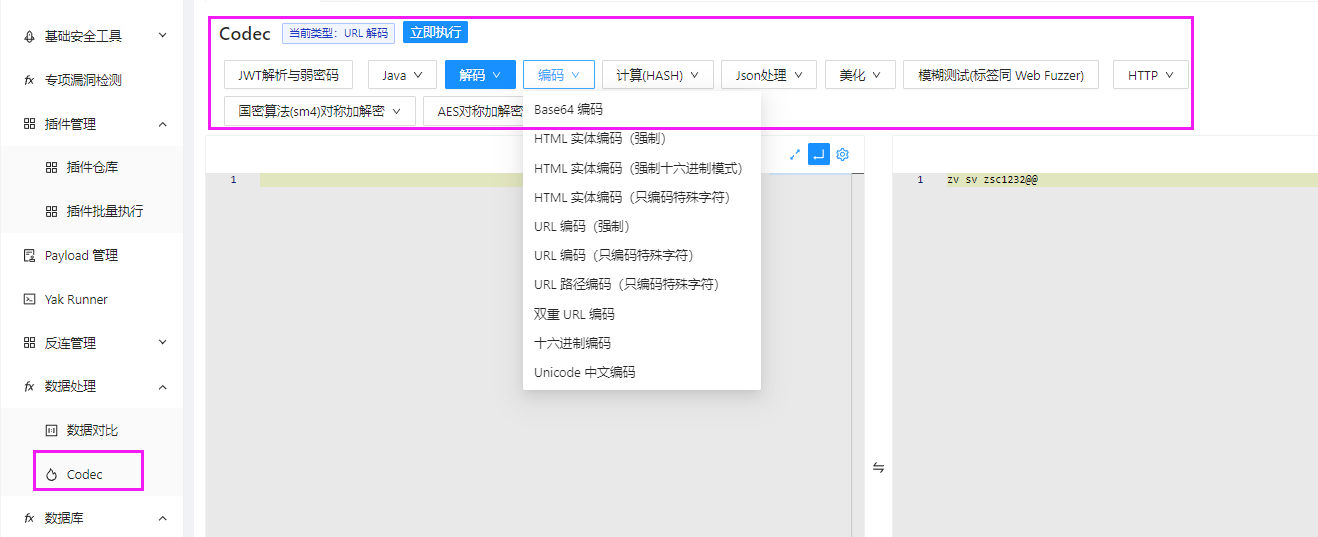 基础安全工具
专项漏洞检测
插件管理
插件仓库
插件批量执行
Payload 管理
Yak Runner
反连管理
数据处理
数据对比
Codec
数据库
Codec 当前类型：URL 解码 立即执行
JWT解析与弱密码 Java 解码 编码 计算(HASH) Json处理 美化 模糊测试(标签同 Web Fuzzer) HTTP
国密算法(sm4)对称加解密 AES对称加解密
Base64 编码
HTML 实体编码（强制）
HTML 实体编码（强制十六进制模式）
HTML 实体编码（只编码特殊字符）
URL 编码（强制）
URL 编码（只编码特殊字符）
URL 路径编码（只编码特殊字符）
双重 URL 编码
十六进制编码
Unicode 中文编码
1
1 zv sv zsc1232@@